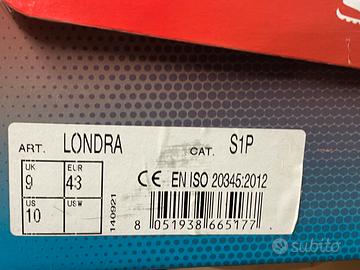 ART. LONDRA CAT. S1P
UK 9 EUR 43
CE EN ISO 20345:2012
US 10 US W
140921
8 051938 665177
subito